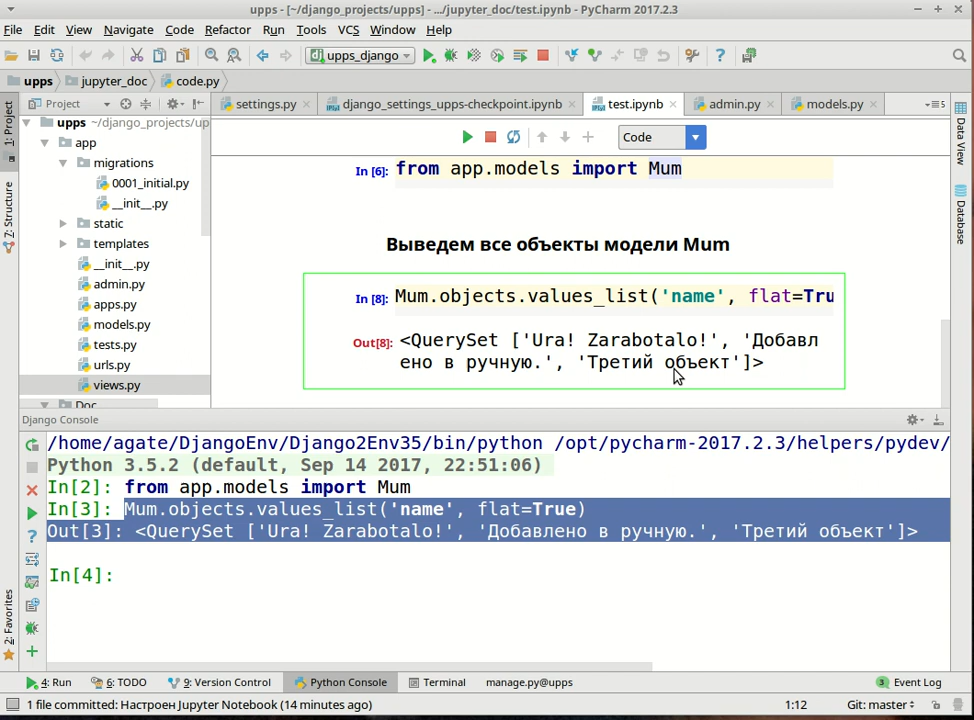 upps - [~/django_projects/upps] - .../jupyter_doc/test.ipynb - PyCharm 2017.2.3
File Edit View Navigate Code Refactor Run Tools VCS Window Help
upps_django
upps jupyter_doc code.py
1: Project
Z: Structure
2: Favorites
Project
settings.py django_settings_upps-checkpoint.ipynb test.ipynb admin.py models.py 5
Data View
Database
upps ~/django_projects/up
app
migrations
0001_initial.py
__init__.py
static
templates
__init__.py
admin.py
apps.py
models.py
tests.py
urls.py
views.py
Doc
Code
In [6]: from app.models import Mum
Выведем все объекты модели Mum
In [8]: Mum.objects.values_list('name', flat=Tru
Out[8]: <QuerySet ['Ura! Zarabotalo!', 'Добавл
ено в ручную.', 'Третий объект']>
Django Console
/home/agate/DjangoEnv/Django2Env35/bin/python /opt/pycharm-2017.2.3/helpers/pydev/
Python 3.5.2 (default, Sep 14 2017, 22:51:06)
In[2]: from app.models import Mum
In[3]: Mum.objects.values_list('name', flat=True)
Out[3]: <QuerySet ['Ura! Zarabotalo!', 'Добавлено в ручную.', 'Третий объект']>
In[4]:
4: Run 6: TODO 9: Version Control Python Console Terminal manage.py@upps 3 Event Log
1 file committed: Настроен Jupyter Notebook (14 minutes ago) 1:12 Git: master